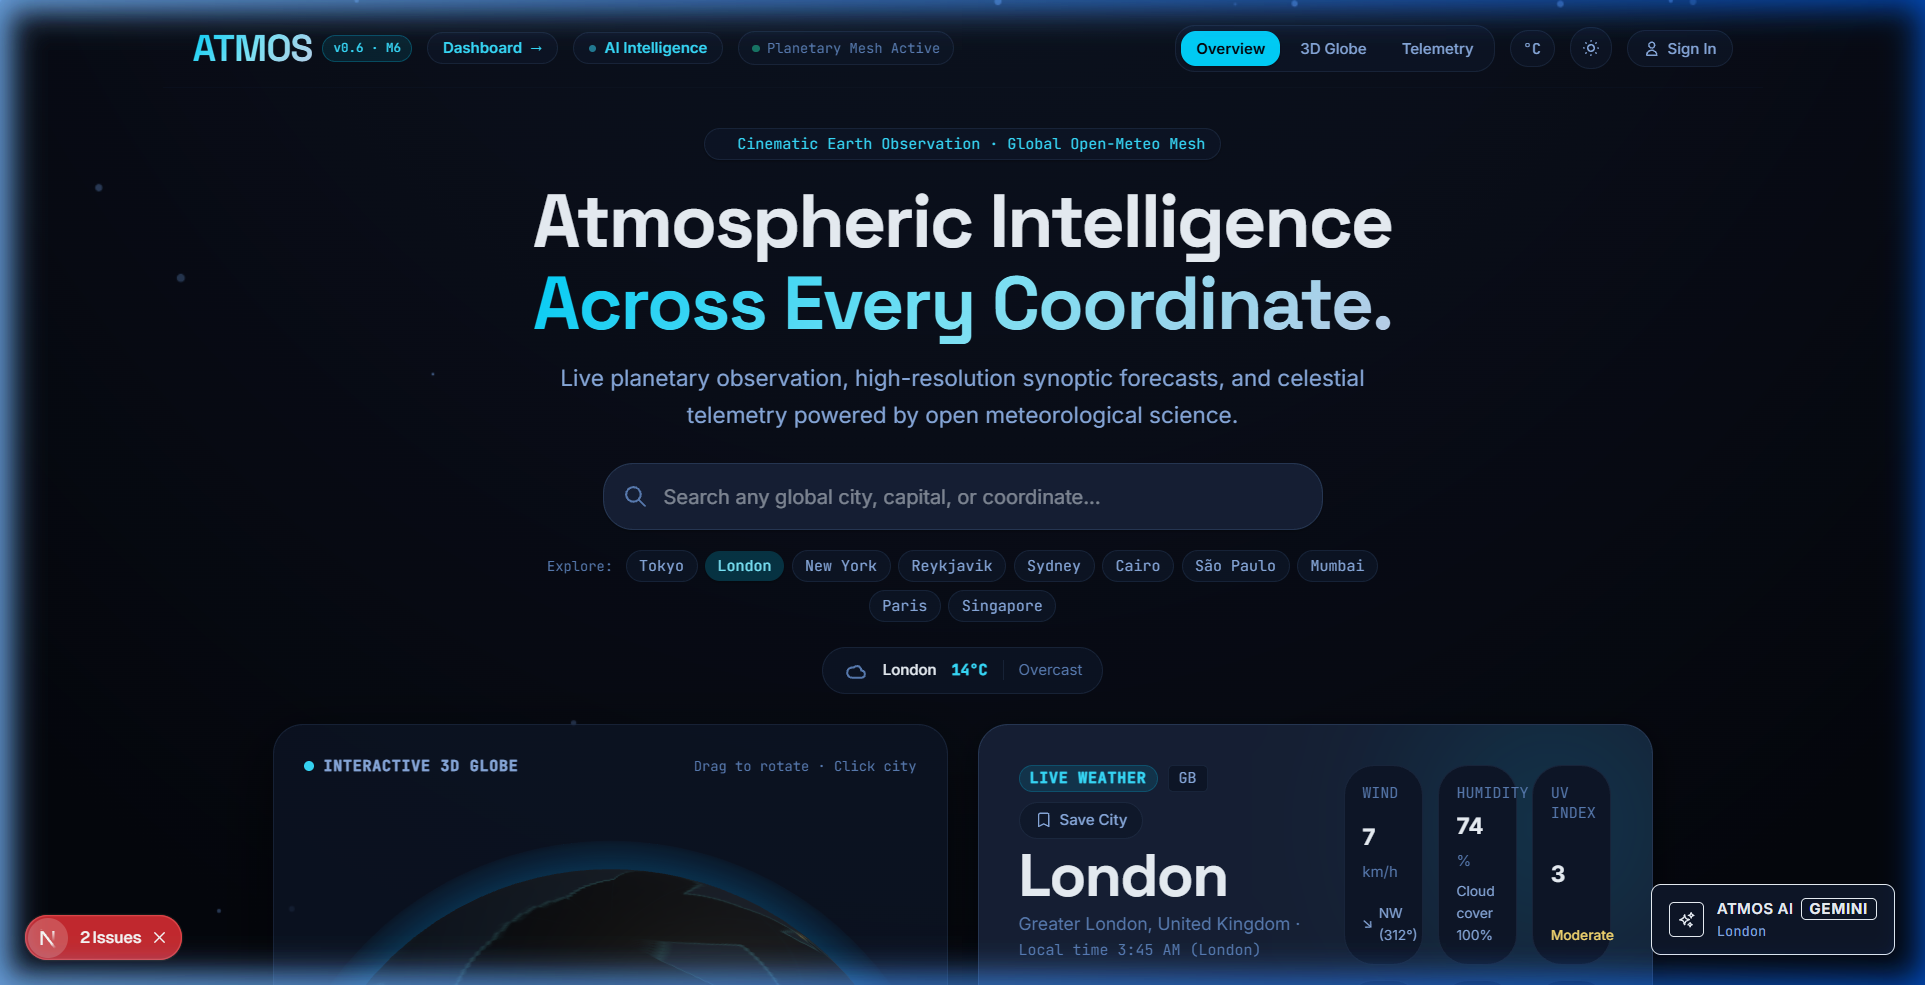 ATMOS v0.6 · M6 Dashboard → AI Intelligence Planetary Mesh Active Overview 3D Globe Telemetry °C Sign In
Cinematic Earth Observation · Global Open-Meteo Mesh
Atmospheric Intelligence
Across Every Coordinate.
Live planetary observation, high-resolution synoptic forecasts, and celestial
telemetry powered by open meteorological science.
Search any global city, capital, or coordinate...
Explore: Tokyo London New York Reykjavik Sydney Cairo São Paulo Mumbai
Paris Singapore
London 14°C Overcast
INTERACTIVE 3D GLOBE Drag to rotate · Click city
LIVE WEATHER GB
Save City
London
Greater London, United Kingdom ·
Local time 3:45 AM (London)
WIND
7
km/h
↘ NW
(312°)
HUMIDITY
74
%
Cloud
cover
100%
UV
INDEX
3
Moderate
N 2 Issues ×
ATMOS AI GEMINI
London